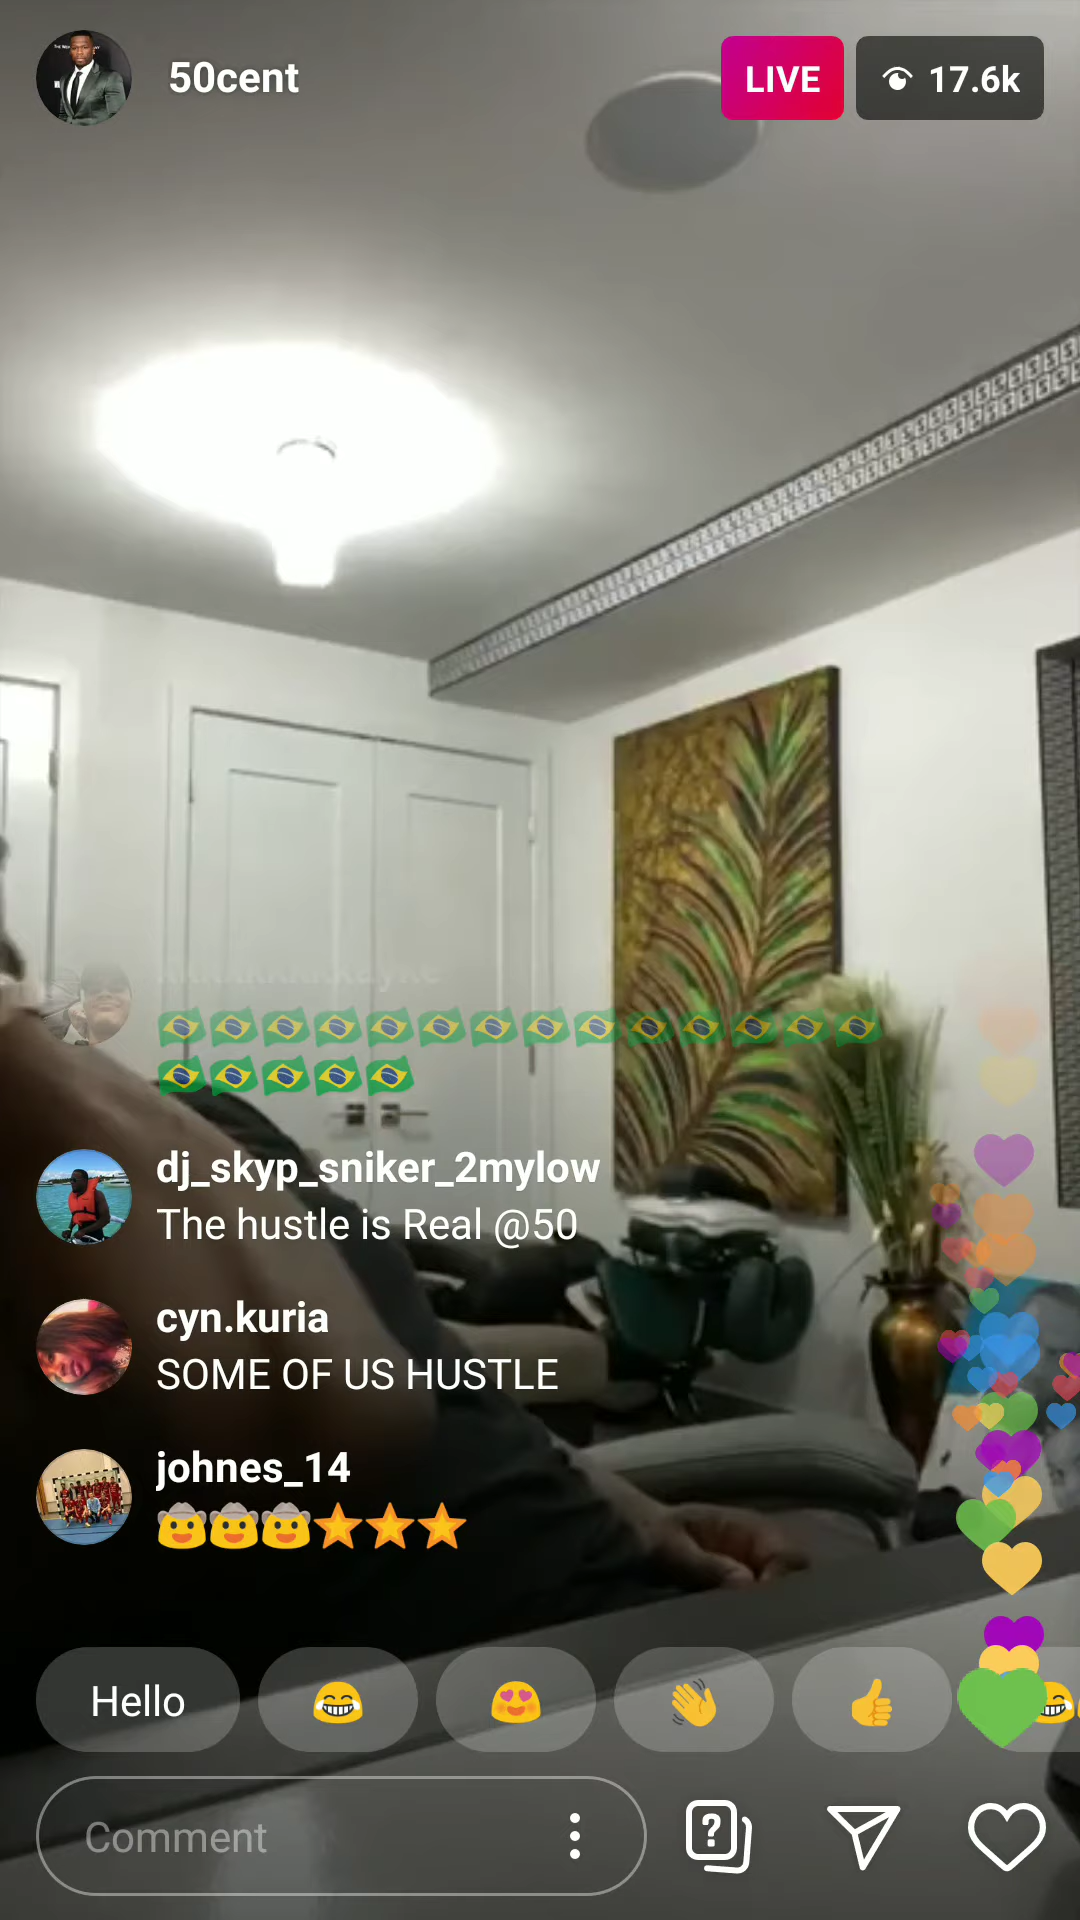 50cent
LIVE
17.6k
dj_skyp_sniker_2mylow
The hustle is Real @50
cyn.kuria
SOME OF US HUSTLE
johnes_14
🤠🤠🤠⭐⭐⭐
Hello
Comment